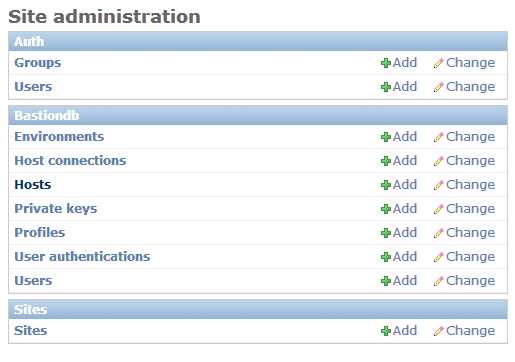 Site administration
Auth
Groups Add Change
Users Add Change
Bastiondb
Environments Add Change
Host connections Add Change
Hosts Add Change
Private keys Add Change
Profiles Add Change
User authentications Add Change
Users Add Change
Sites
Sites Add Change